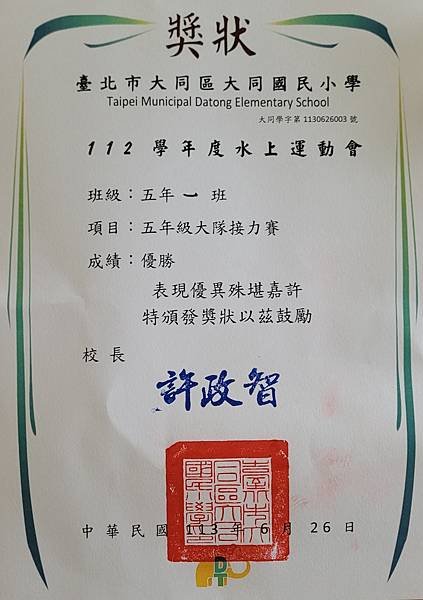 獎狀
臺北市大同區大同國民小學
Taipei Municipal Datong Elementary School
大同學字第 1130626003 號
112 學年度水上運動會
班級：五年 一 班
項目：五年級大隊接力賽
成績：優勝
表現優異殊堪嘉許
特頒發獎狀以茲鼓勵
校 長
許政智
中 華 民 國 113 年 6 月 26 日
DT